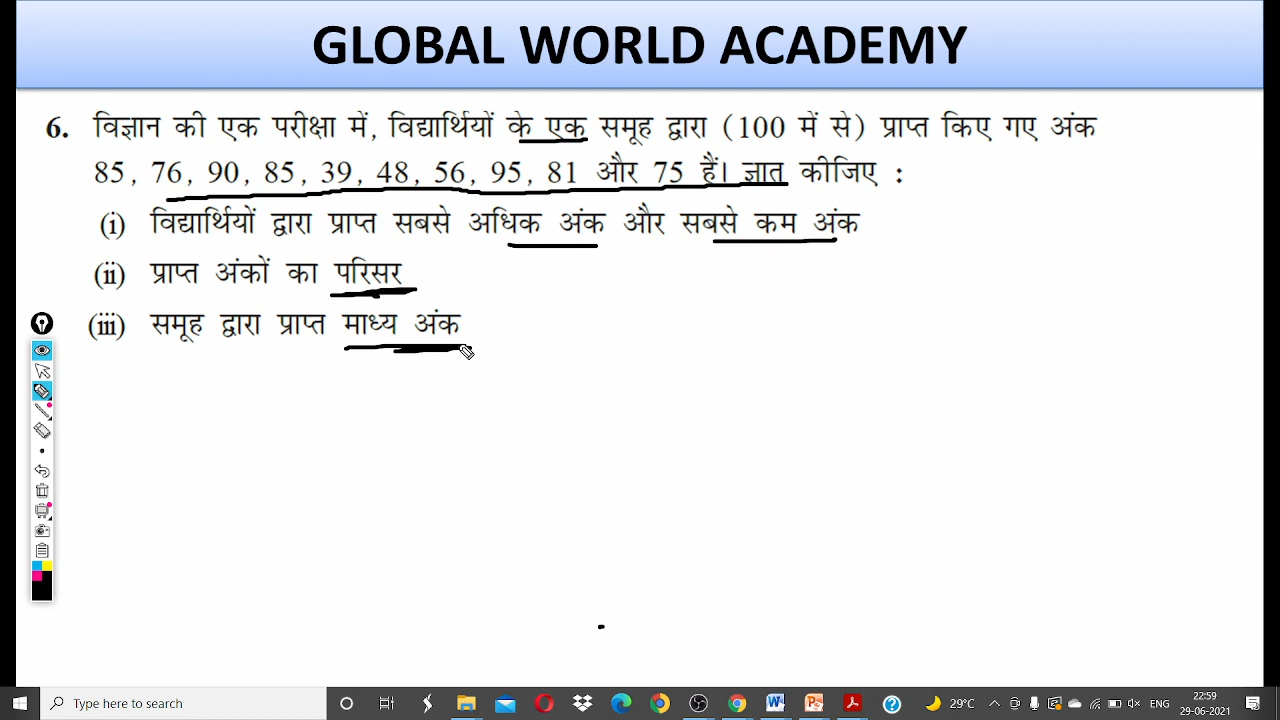 GLOBAL WORLD ACADEMY
6. विज्ञान की एक परीक्षा में, विद्यार्थियों के एक समूह द्वारा (100 में से) प्राप्त किए गए अंक
85, 76, 90, 85, 39, 48, 56, 95, 81 और 75 हैं। ज्ञात कीजिए :
(i) विद्यार्थियों द्वारा प्राप्त सबसे अधिक अंक और सबसे कम अंक
(ii) प्राप्त अंकों का परिसर
(iii) समूह द्वारा प्राप्त माध्य अंक
Type here to search
29°C
ENG
22:59
29-06-2021